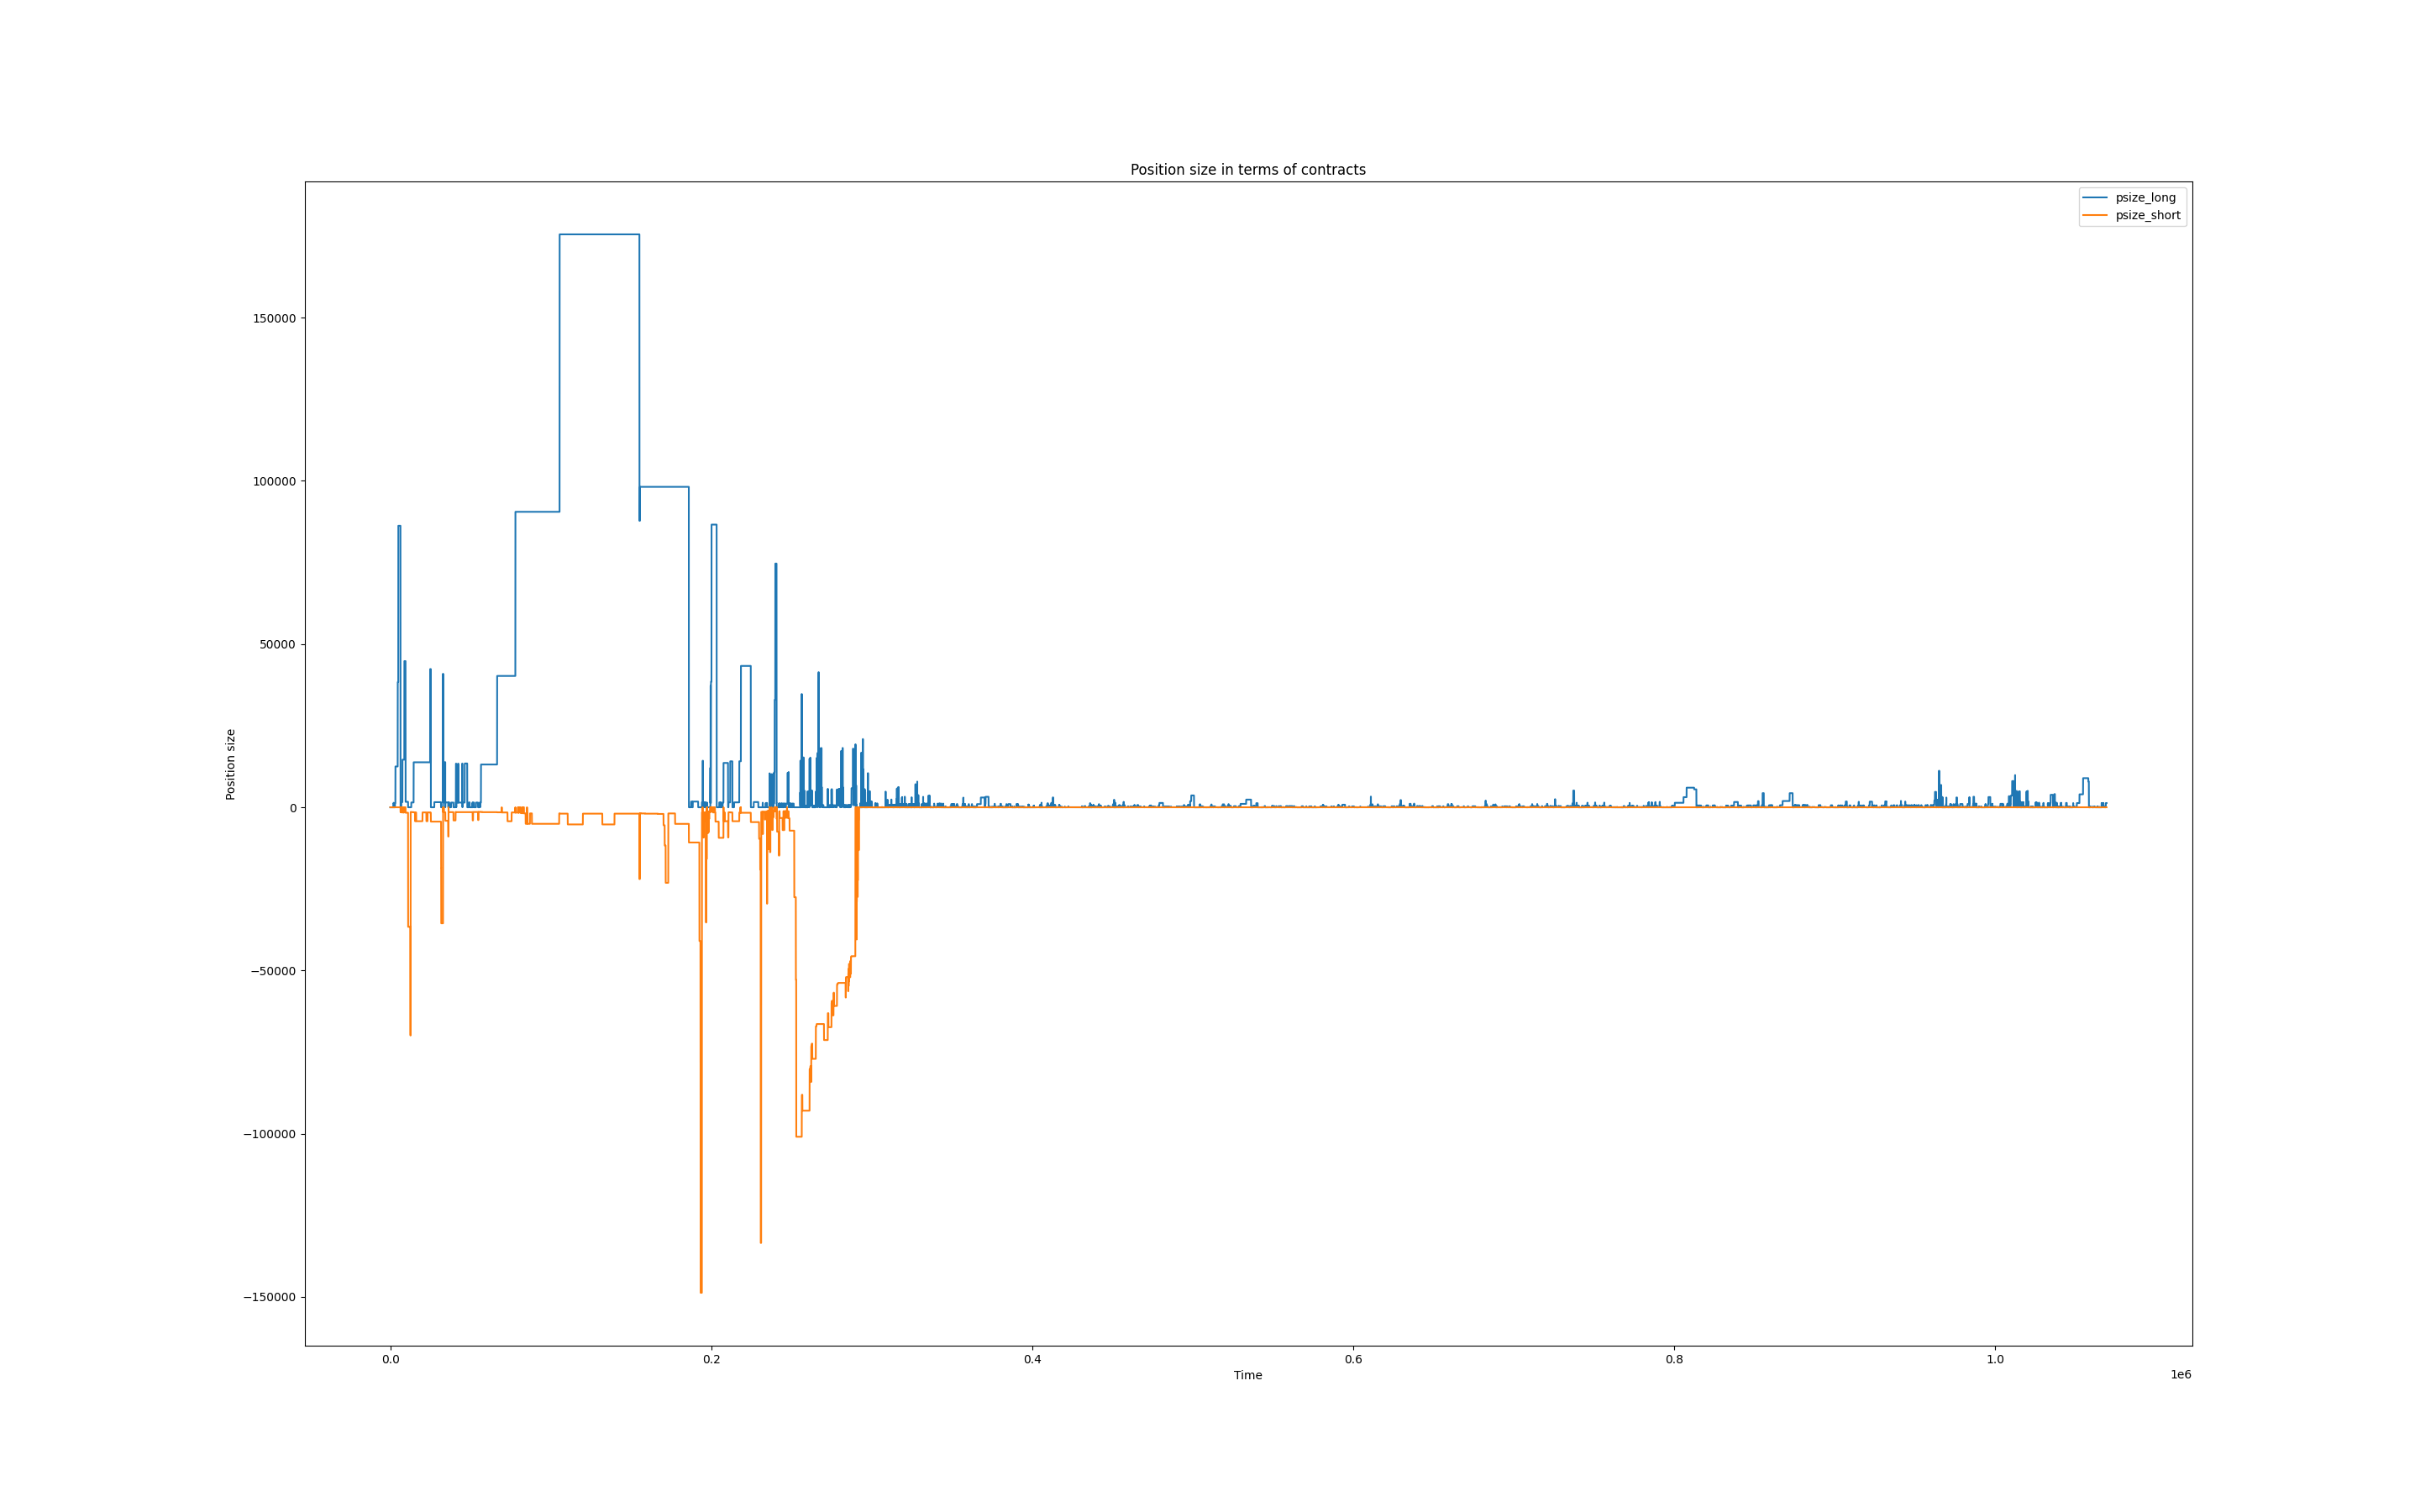 Position size in terms of contracts
psize_long
psize_short
Position size
150000
100000
50000
0
−50000
−100000
−150000
0.0
0.2
0.4
0.6
0.8
1.0
1e6
Time